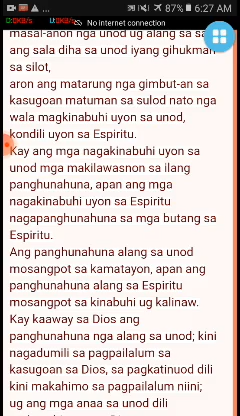 0:0KB/s U:0KB/s 87% 6:27 AM
No internet connection
masal-anon nga unod ug alang sa sa
ang sala diha sa unod iyang gihukman
sa silot,
aron ang matarung nga gimbut-an sa
kasugoan matuman sa sulod nato nga
wala magkinabuhi uyon sa unod,
kondili uyon sa Espiritu.
Kay ang mga nagakinabuhi uyon sa
unod mga makilawasnon sa ilang
panghunahuna, apan ang mga
nagakinabuhi uyon sa Espiritu
nagapanghunahuna sa mga butang sa
Espiritu.
Ang panghunahuna alang sa unod
mosangpot sa kamatayon, apan ang
panghunahuna alang sa Espiritu
mosangpot sa kinabuhi ug kalinaw.
Kay kaaway sa Dios ang
panghunahuna nga alang sa unod; kini
nagadumili sa pagpailalum sa
kasugoan sa Dios, sa pagkatinuod dili
kini makahimo sa pagpailalum niini;
ug ang mga anaa sa unod dili